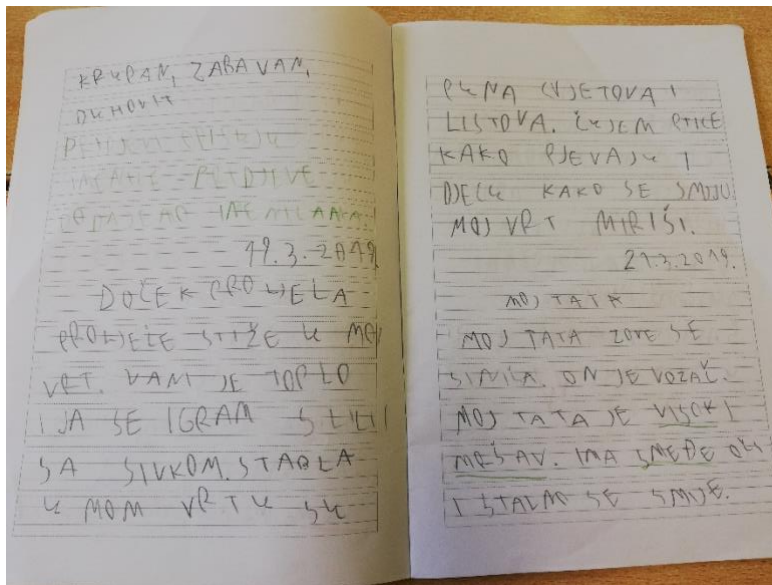 KRUPAN, ZABAVAN,
DUHOVIT
19.3.2019.
DOČEK PROLJEĆA
PROLJEĆE STIŽE U MOJ
VRT. VANI JE TOPLO
I JA SE IGRAM S LILI I
SA SIVKOM. STABLA
U MOM VRTU SU
PUNA CVJETOVA I
LISTOVA. ČUJEM PTICE
KAKO PJEVAJU I
DJECU KAKO SE SMIJU
MOJ VRT MIRIŠI.
21.3.2019.
MOJ TATA
MOJ TATA ZOVE SE
SINIŠA. ON JE VOZAČ.
MOJ TATA JE VISOK I
MRŠAV. IMA SMEĐE OČI
I STALNO SE SMIJE.